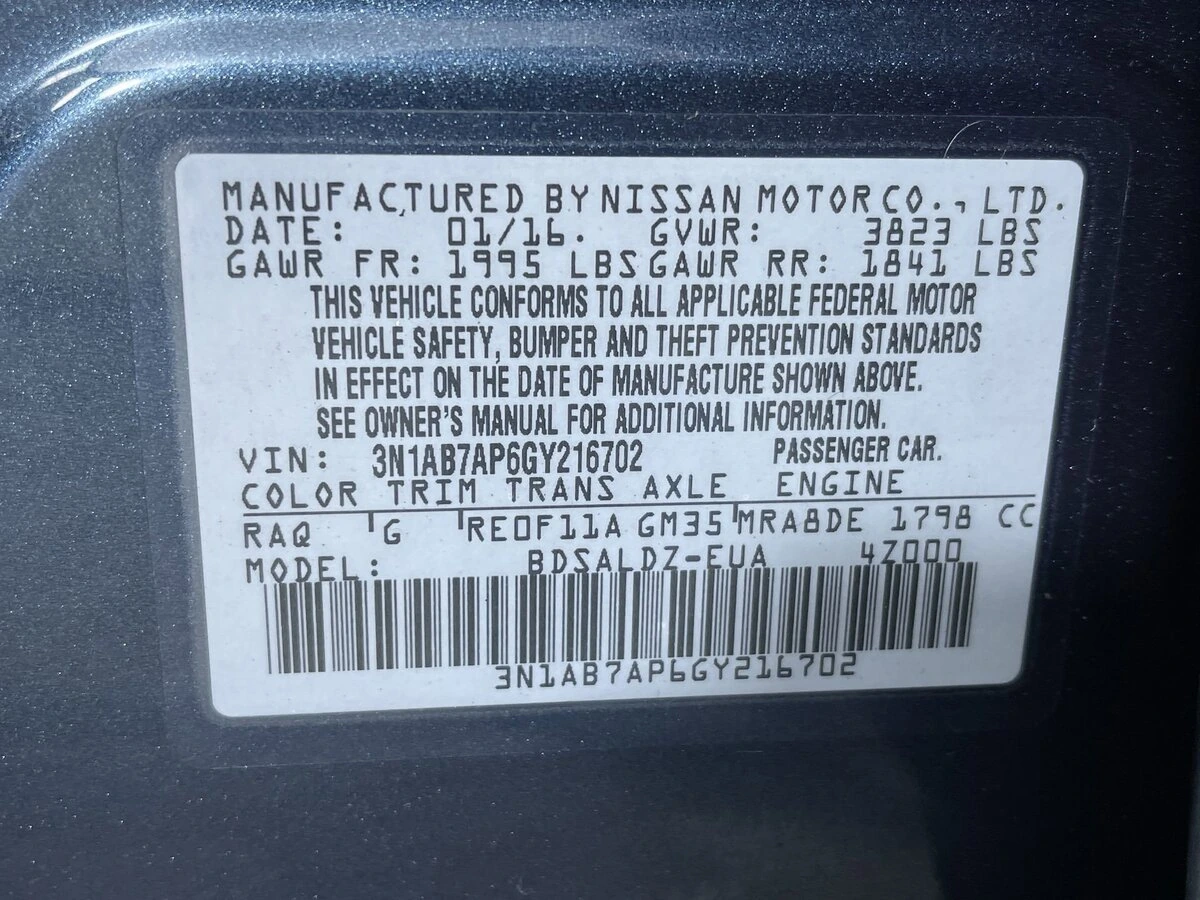 MANUFACTURED BY NISSAN MOTOR CO., LTD.
DATE: 01/16. GVWR: 3823 LBS
GAWR FR: 1995 LBS GAWR RR: 1841 LBS
THIS VEHICLE CONFORMS TO ALL APPLICABLE FEDERAL MOTOR
VEHICLE SAFETY, BUMPER AND THEFT PREVENTION STANDARDS
IN EFFECT ON THE DATE OF MANUFACTURE SHOWN ABOVE.
SEE OWNER'S MANUAL FOR ADDITIONAL INFORMATION.
VIN: 3N1AB7AP6GY216702 PASSENGER CAR.
COLOR TRIM TRANS AXLE ENGINE
RAQ G RE0F11A GM35 MRA8DE 1798 CC
MODEL: BDSALDZ-EUA 4Z000
3N1AB7AP6GY216702